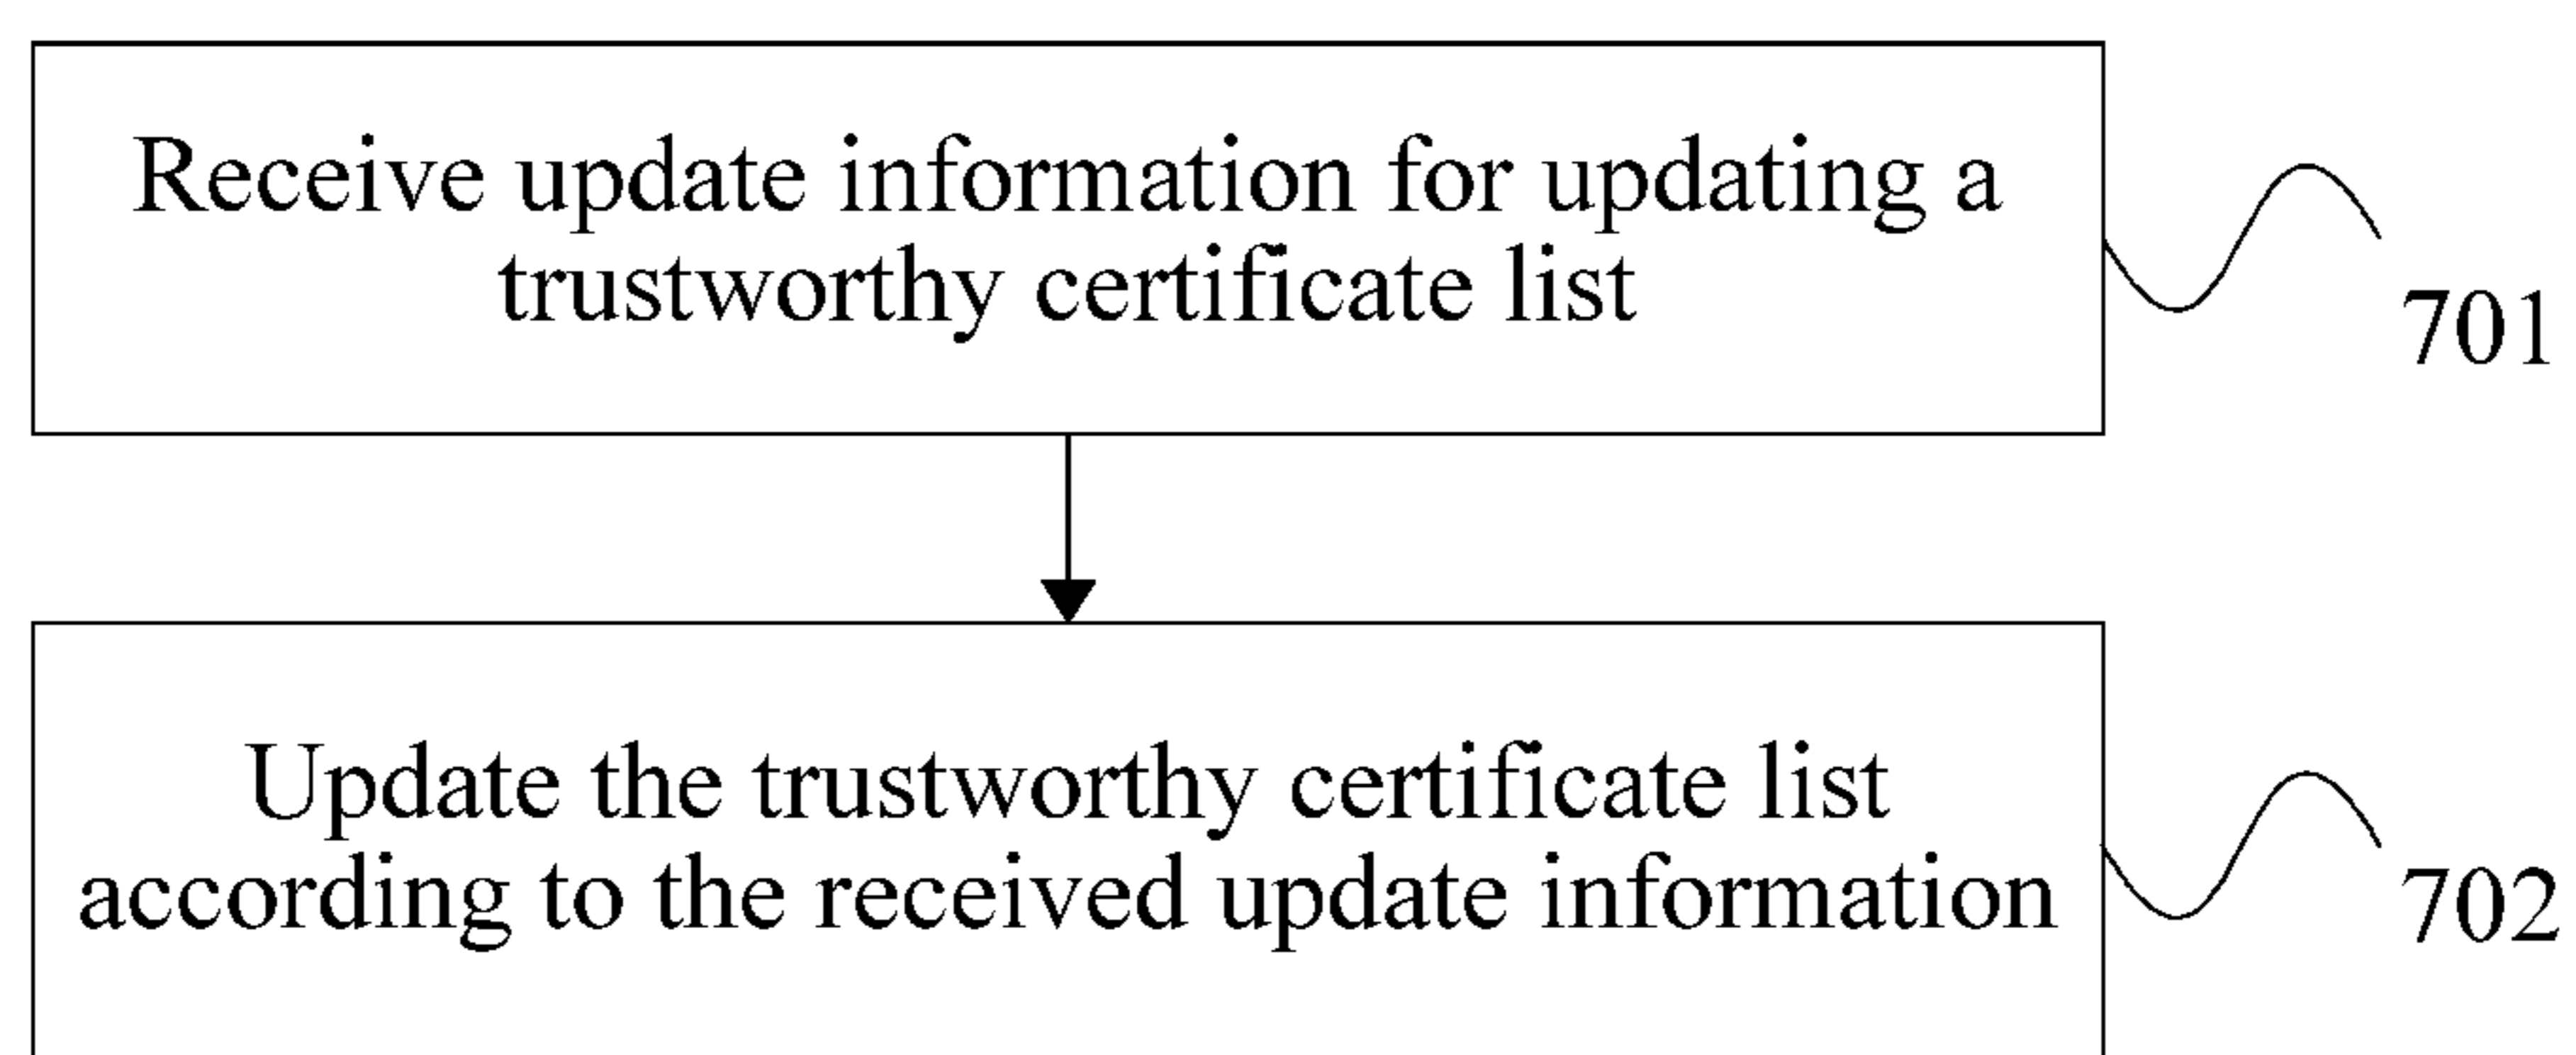 Receive update information for updating a
trustworthy certificate list
701
Update the trustworthy certificate list
according to the received update information
702